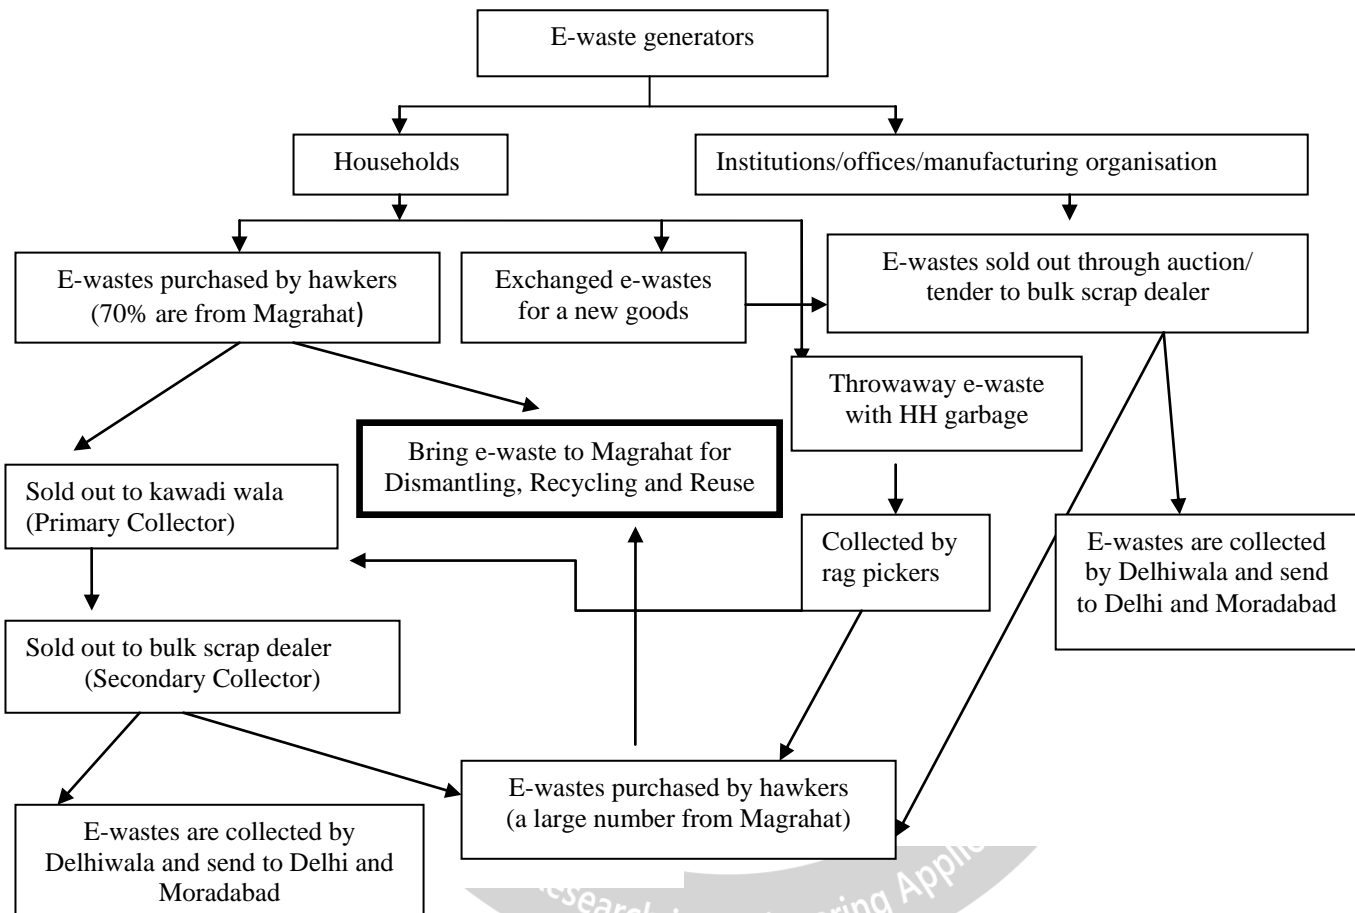 E-waste generators
Households
Institutions/offices/manufacturing organisation
E-wastes purchased by hawkers
(70% are from Magrahat)
Exchanged e-wastes
for a new goods
E-wastes sold out through auction/
tender to bulk scrap dealer
Throwaway e-waste
with HH garbage
Bring e-waste to Magrahat for
Dismantling, Recycling and Reuse
Sold out to kawadi wala
(Primary Collector)
Collected by
rag pickers
E-wastes are collected
by Delhiwala and send
to Delhi and Moradabad
Sold out to bulk scrap dealer
(Secondary Collector)
E-wastes purchased by hawkers
(a large number from Magrahat)
E-wastes are collected by
Delhiwala and send to Delhi and
Moradabad